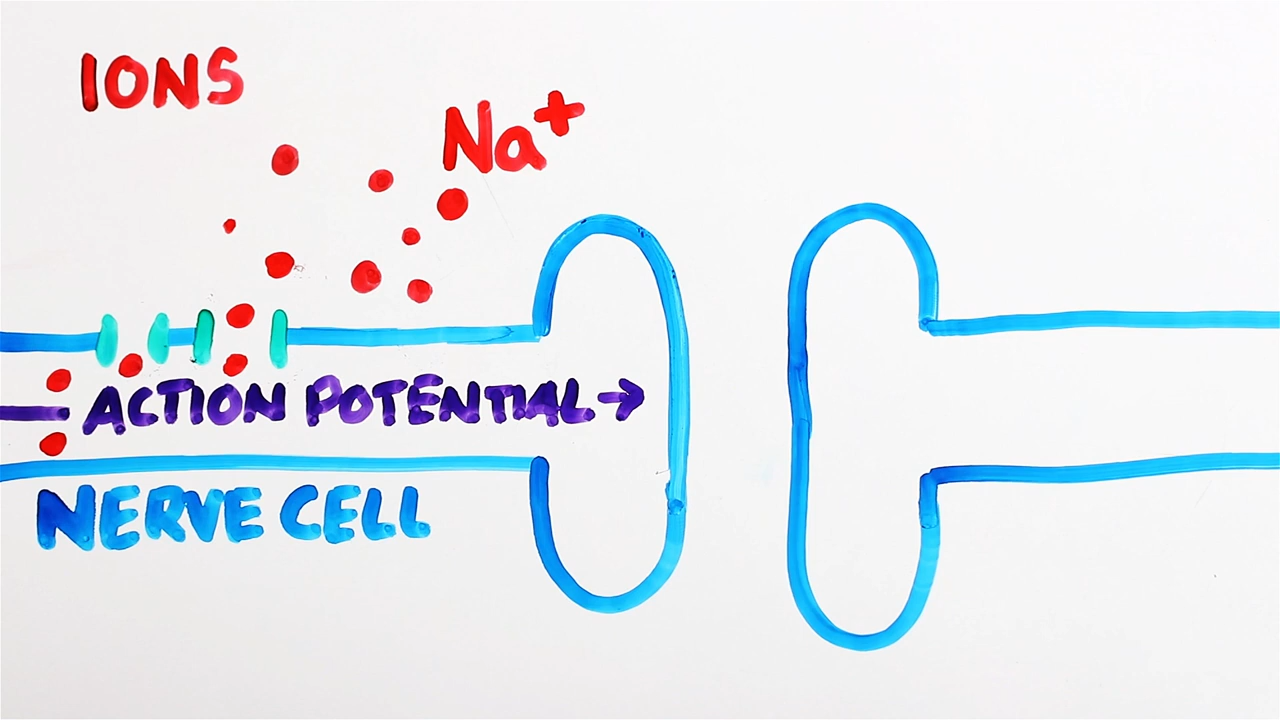 IONS
Na⁺
ACTION POTENTIAL→
NERVE CELL